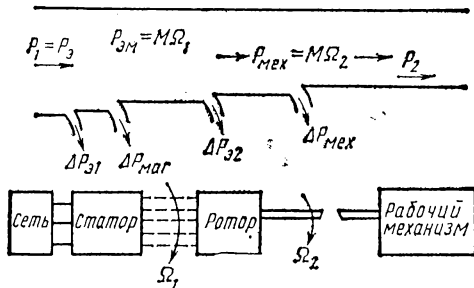 P₁ = Pэ
Pэм = MΩ₁
Pмех = MΩ₂
P₂
ΔPэ1
ΔPмаг
ΔPэ2
ΔPмех
Сеть
Статор
Ротор
Рабочий
механизм
Ω₁
Ω₂